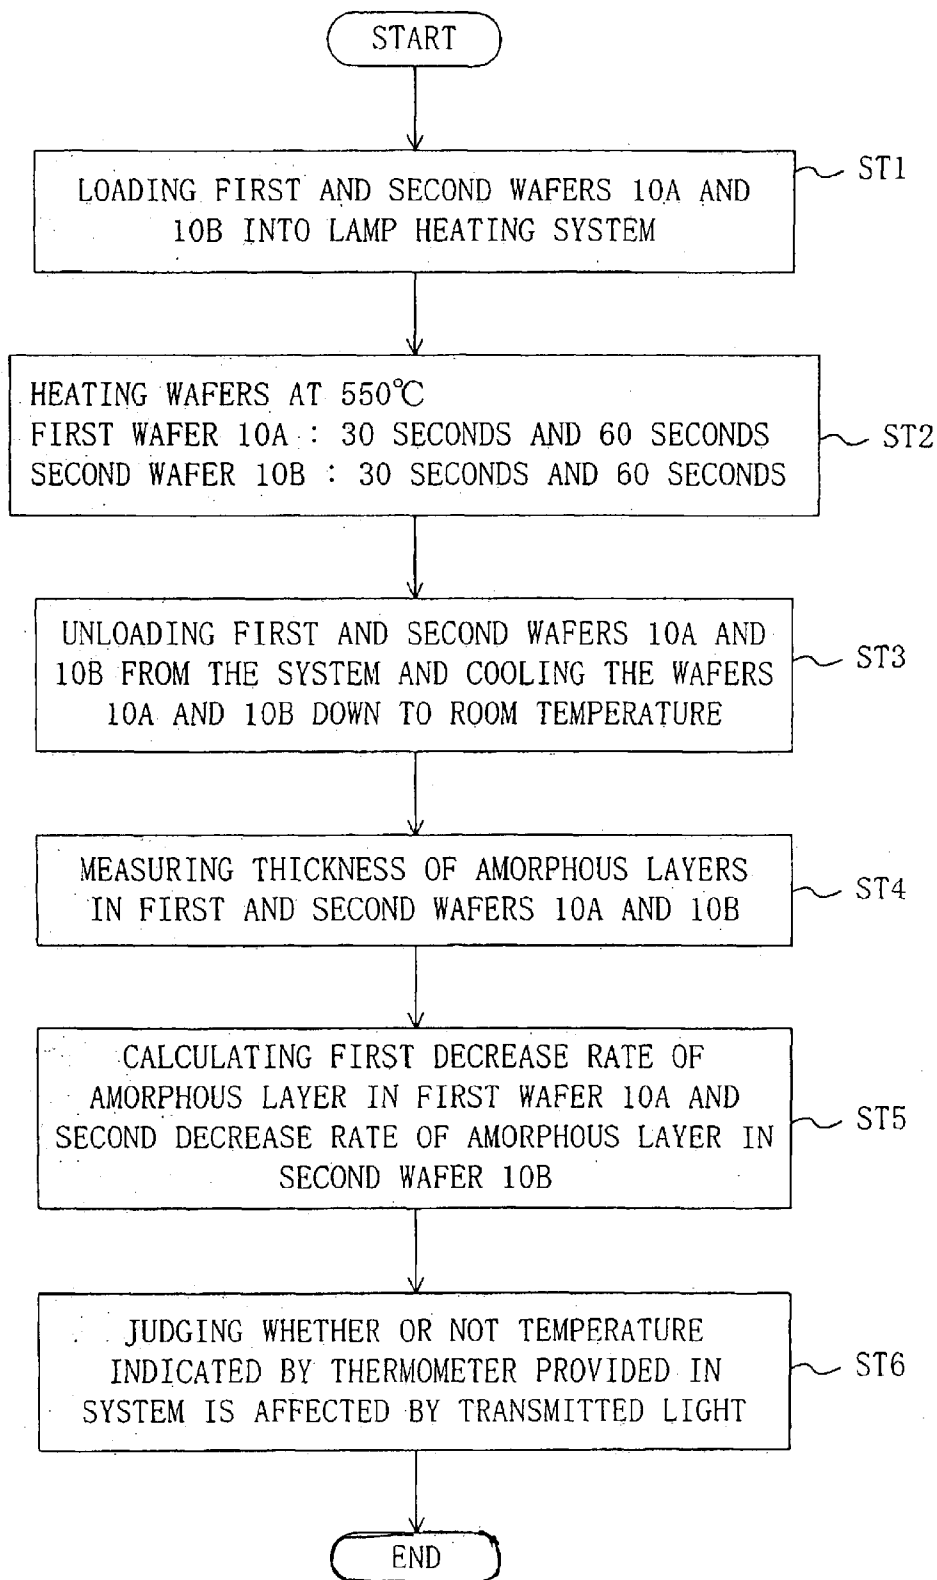 START
LOADING FIRST AND SECOND WAFERS 10A AND
10B INTO LAMP HEATING SYSTEM
ST1
HEATING WAFERS AT 550℃
FIRST WAFER 10A : 30 SECONDS AND 60 SECONDS
SECOND WAFER 10B : 30 SECONDS AND 60 SECONDS
ST2
UNLOADING FIRST AND SECOND WAFERS 10A AND
10B FROM THE SYSTEM AND COOLING THE WAFERS
10A AND 10B DOWN TO ROOM TEMPERATURE
ST3
MEASURING THICKNESS OF AMORPHOUS LAYERS
IN FIRST AND SECOND WAFERS 10A AND 10B
ST4
CALCULATING FIRST DECREASE RATE OF
AMORPHOUS LAYER IN FIRST WAFER 10A AND
SECOND DECREASE RATE OF AMORPHOUS LAYER IN
SECOND WAFER 10B
ST5
JUDGING WHETHER OR NOT TEMPERATURE
INDICATED BY THERMOMETER PROVIDED IN
SYSTEM IS AFFECTED BY TRANSMITTED LIGHT
ST6
END